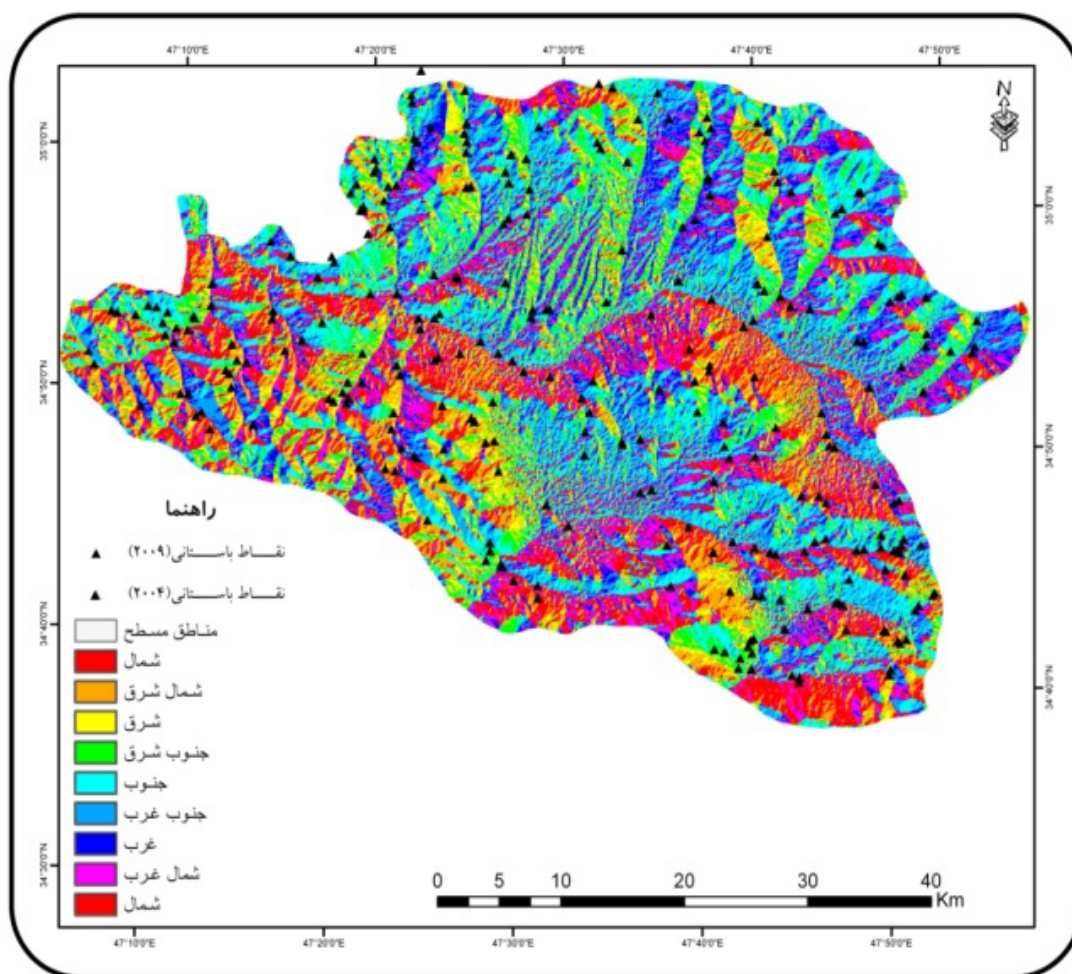 47°10'0"E
47°20'0"E
47°30'0"E
47°40'0"E
47°50'0"E
N
35°0'0"N
35°0'0"N
34°50'0"N
34°50'0"N
34°40'0"N
34°40'0"N
34°30'0"N
راهنما
نقـــاط باســـتانی(۲۰۰۹)
نقـــاط باســـتانی(۲۰۰۴)
مناطق مسطح
شمال
شمال شرق
شرق
جنوب شرق
جنوب
جنوب غرب
غرب
شمال غرب
شمال
0 5 10 20 30 40
Km
47°10'0"E
47°20'0"E
47°30'0"E
47°40'0"E
47°50'0"E